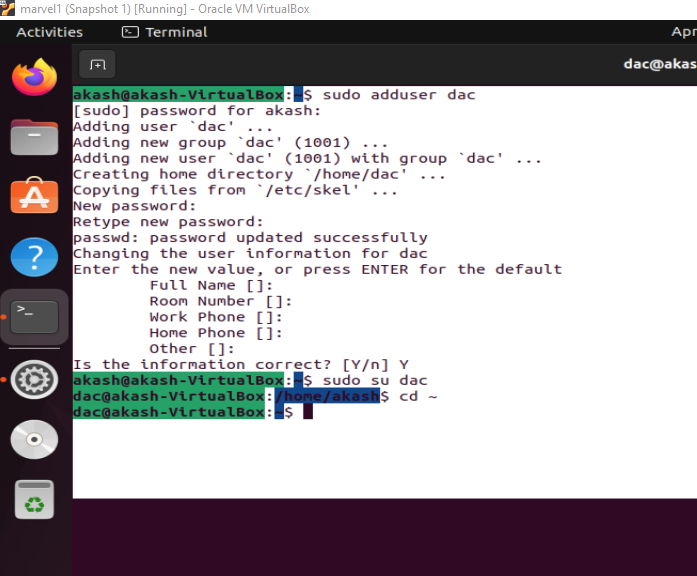 marvel1 (Snapshot 1) [Running] - Oracle VM VirtualBox
Activities Terminal Apr
dac@akas
akash@akash-VirtualBox:~$ sudo adduser dac
[sudo] password for akash:
Adding user `dac' ...
Adding new group `dac' (1001) ...
Adding new user `dac' (1001) with group `dac' ...
Creating home directory `/home/dac' ...
Copying files from `/etc/skel' ...
New password:
Retype new password:
passwd: password updated successfully
Changing the user information for dac
Enter the new value, or press ENTER for the default
Full Name []:
Room Number []:
Work Phone []:
Home Phone []:
Other []:
Is the information correct? [Y/n] Y
akash@akash-VirtualBox:~$ sudo su dac
dac@akash-VirtualBox:/home/akash$ cd ~
dac@akash-VirtualBox:~$